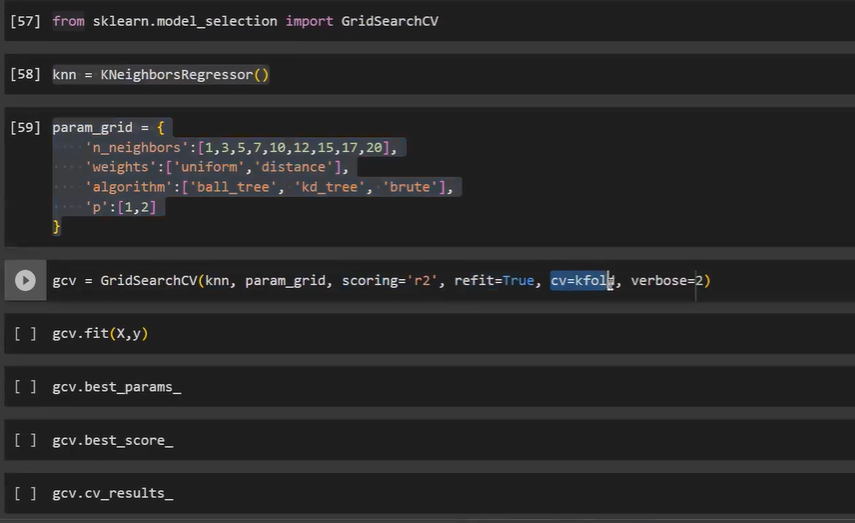 [57] from sklearn.model_selection import GridSearchCV
[58] knn = KNeighborsRegressor()
[59] param_grid = {
'n_neighbors':[1,3,5,7,10,12,15,17,20],
'weights':['uniform','distance'],
'algorithm':['ball_tree', 'kd_tree', 'brute'],
'p':[1,2]
}
gcv = GridSearchCV(knn, param_grid, scoring='r2', refit=True, cv=kfold, verbose=2)
[ ] gcv.fit(X,y)
[ ] gcv.best_params_
[ ] gcv.best_score_
[ ] gcv.cv_results_